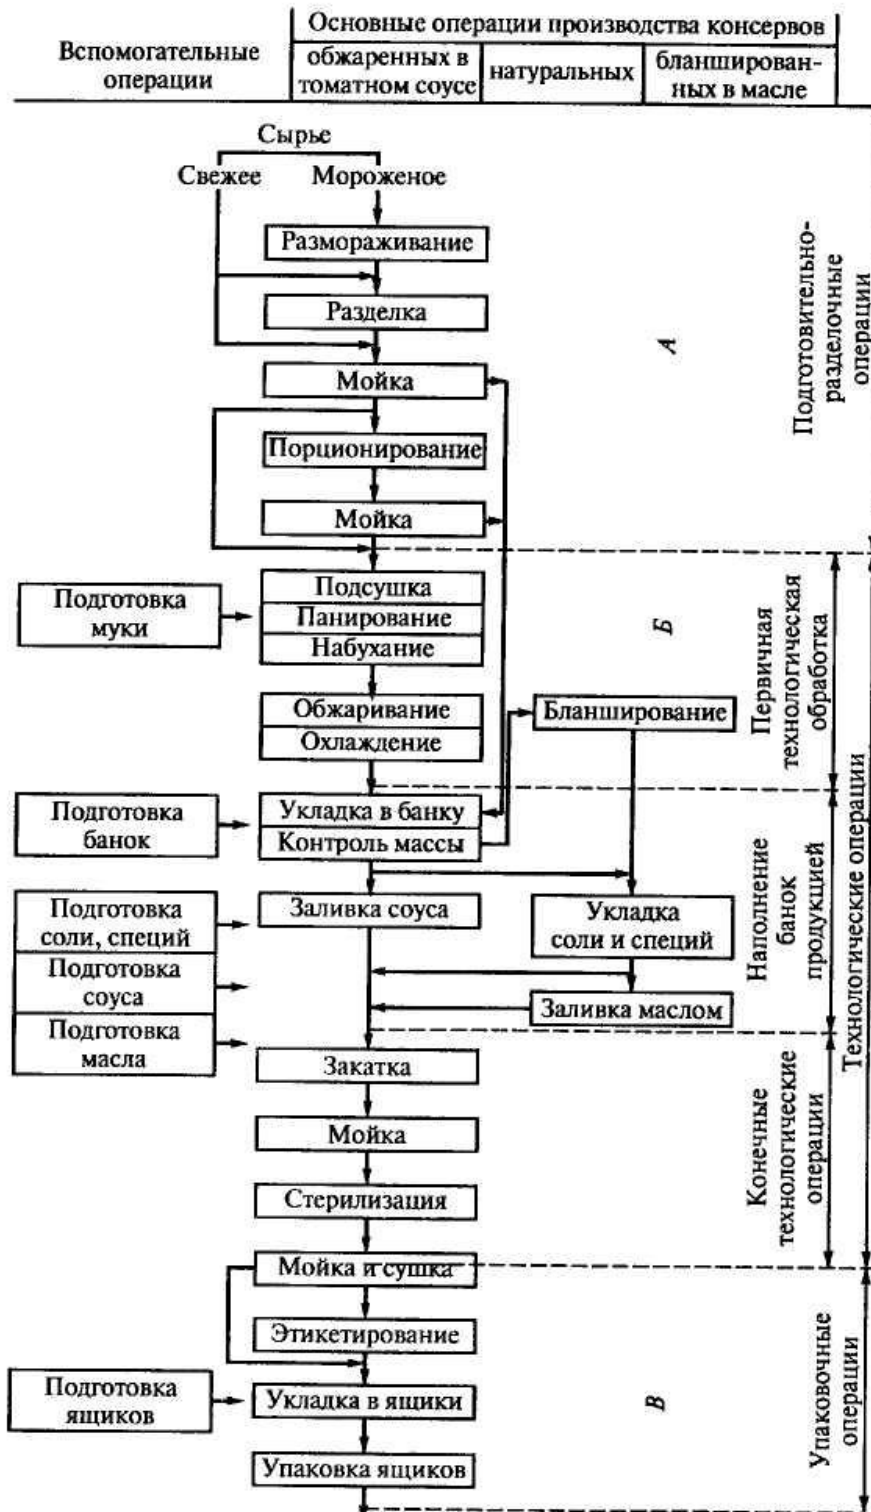 Вспомогательные
операции
Основные операции производства консервов
обжаренных в
томатном соусе
натуральных
бланширован-
ных в масле
Сырье
Свежее
Мороженое
Размораживание
Разделка
Мойка
Порционирование
Мойка
А
Подготовительно-
разделочные
операции
Подготовка
муки
Подсушка
Панирование
Набухание
Обжаривание
Охлаждение
Бланширование
Б
Первичная
технологическая
обработка
Подготовка
банок
Укладка в банку
Контроль массы
Подготовка
соли, специй
Подготовка
соуса
Подготовка
масла
Заливка соуса
Укладка
соли и специй
Заливка маслом
Наполнение
банок
продукцией
Технологические операции
Закатка
Мойка
Стерилизация
Мойка и сушка
Конечные
технологические
операции
Этикетирование
Подготовка
ящиков
Укладка в ящики
Упаковка ящиков
В
Упаковочные
операции